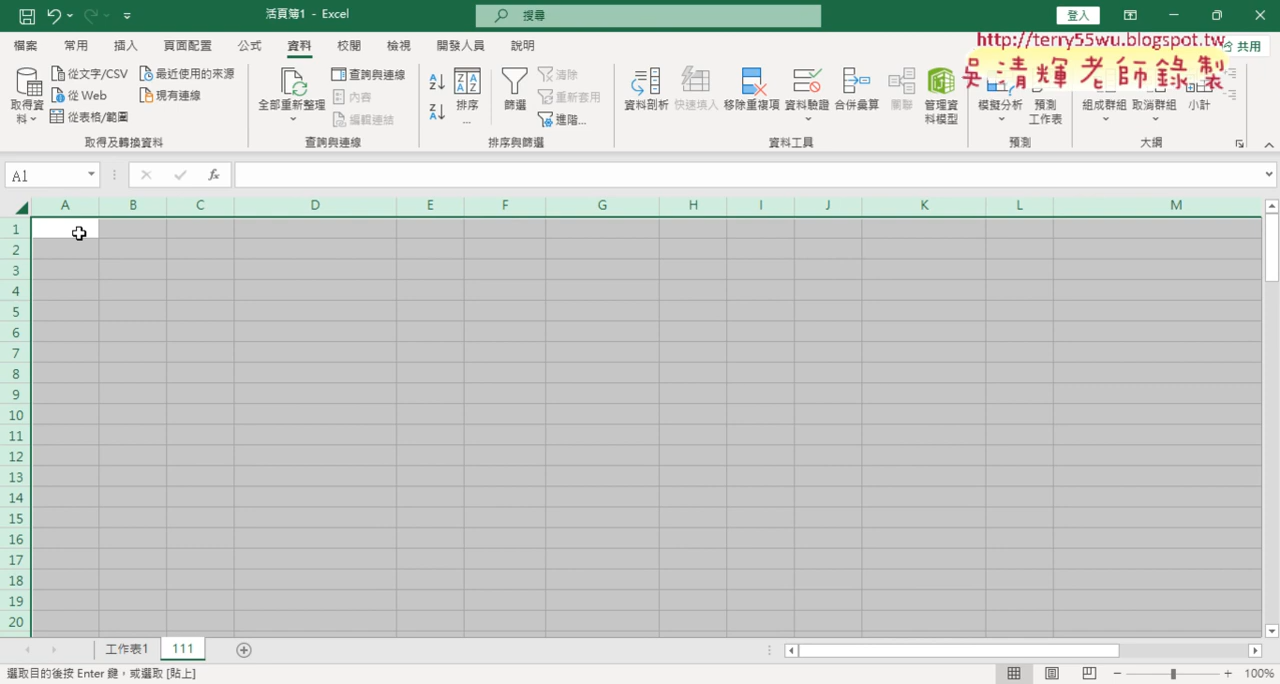 活頁簿1 - Excel
搜尋
登入
檔案 常用 插入 頁面配置 公式 資料 校閱 檢視 開發人員 說明
http://terry55wu.blogspot.tw
共用
吳清輝老師錄製
取得資料
從文字/CSV
從 Web
從表格/範圍
最近使用的來源
現有連線
取得及轉換資料
全部重新整理
查詢與連線
內容
編輯連結
查詢與連線
排序...
篩選
清除
重新套用
進階...
排序與篩選
資料剖析 快速填入 移除重複項 資料驗證 合併彙算 關聯 管理資料模型
資料工具
模擬分析 預測工作表
預測
組成群組 取消群組 小計
大綱
A1
fx
A B C D E F G H I J K L M
1
2
3
4
5
6
7
8
9
10
11
12
13
14
15
16
17
18
19
20
工作表1 111
選取目的後按 Enter 鍵，或選取 [貼上]
100%